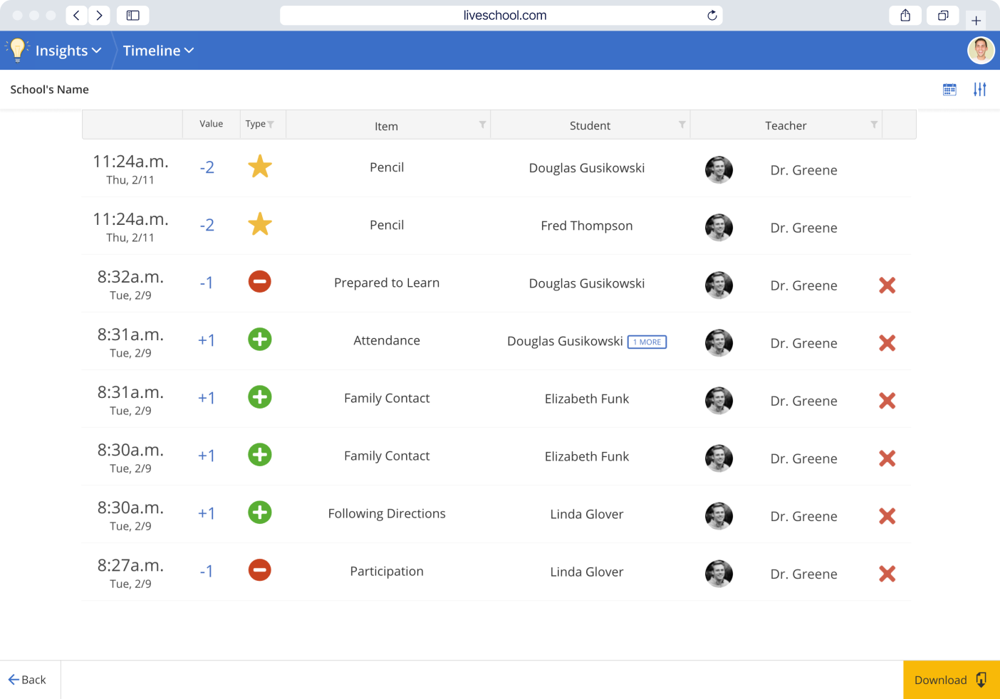 liveschool.com
Insights Timeline
School's Name
Value Type Item Student Teacher
11:24a.m.
Thu, 2/11
-2 Pencil Douglas Gusikowski Dr. Greene
11:24a.m.
Thu, 2/11
-2 Pencil Fred Thompson Dr. Greene
8:32a.m.
Tue, 2/9
-1 Prepared to Learn Douglas Gusikowski Dr. Greene
8:31a.m.
Tue, 2/9
+1 Attendance Douglas Gusikowski 1 MORE Dr. Greene
8:31a.m.
Tue, 2/9
+1 Family Contact Elizabeth Funk Dr. Greene
8:30a.m.
Tue, 2/9
+1 Family Contact Elizabeth Funk Dr. Greene
8:30a.m.
Tue, 2/9
+1 Following Directions Linda Glover Dr. Greene
8:27a.m.
Tue, 2/9
-1 Participation Linda Glover Dr. Greene
Back Download